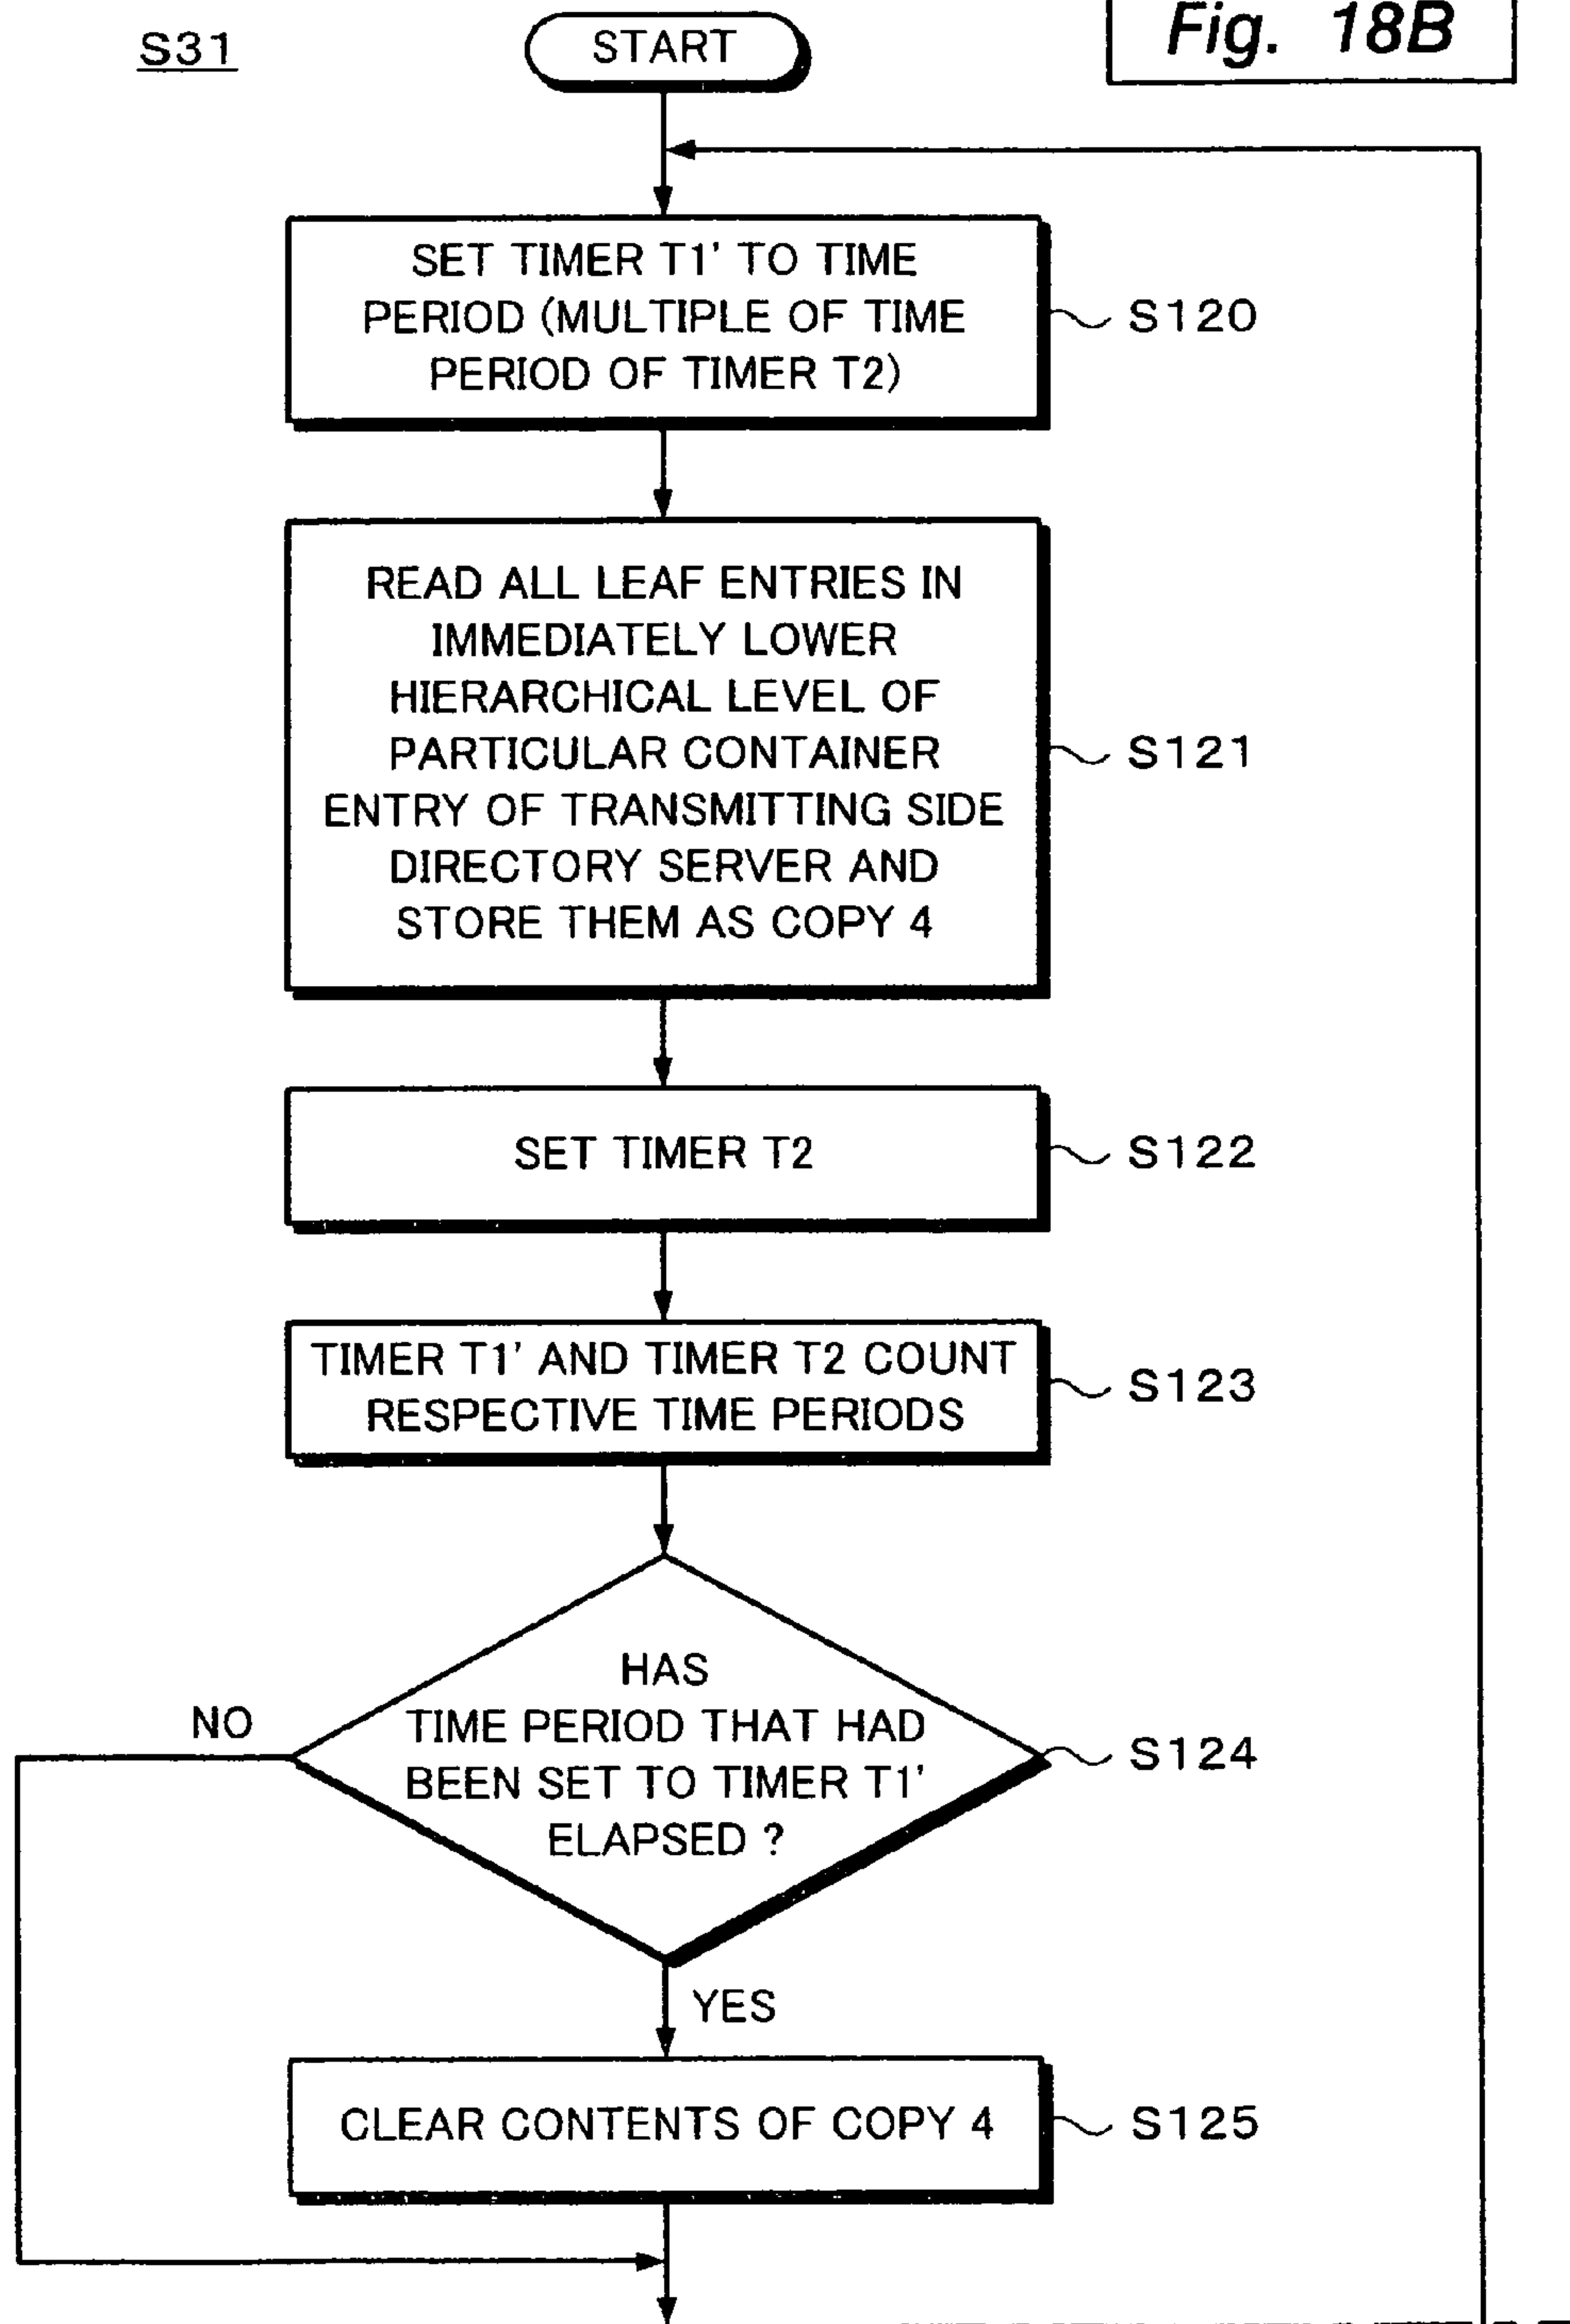 S31
START
Fig. 18B
SET TIMER T1' TO TIME
PERIOD (MULTIPLE OF TIME
PERIOD OF TIMER T2)
S120
READ ALL LEAF ENTRIES IN
IMMEDIATELY LOWER
HIERARCHICAL LEVEL OF
PARTICULAR CONTAINER
ENTRY OF TRANSMITTING SIDE
DIRECTORY SERVER AND
STORE THEM AS COPY 4
S121
SET TIMER T2
S122
TIMER T1' AND TIMER T2 COUNT
RESPECTIVE TIME PERIODS
S123
HAS
TIME PERIOD THAT HAD
BEEN SET TO TIMER T1'
ELAPSED ?
S124
NO
YES
CLEAR CONTENTS OF COPY 4
S125